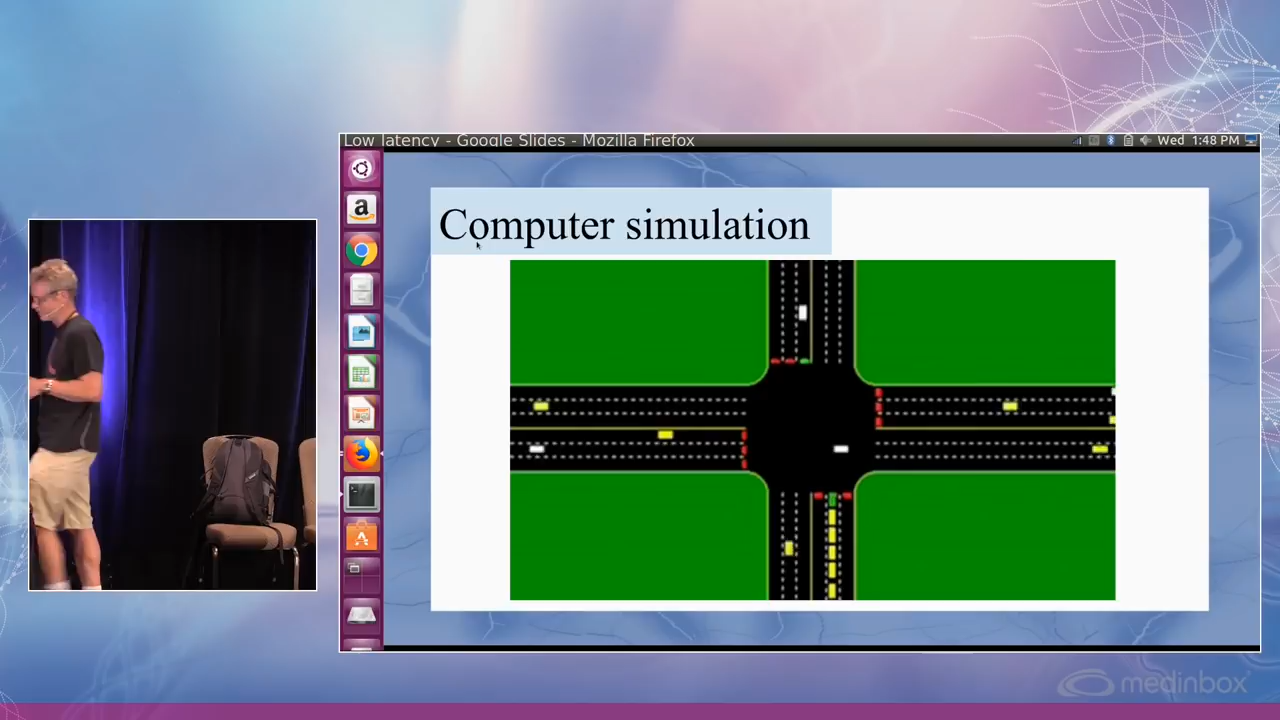 Low latency - Google Slides - Mozilla Firefox
Wed 1:48 PM
Computer simulation
a
medinbox